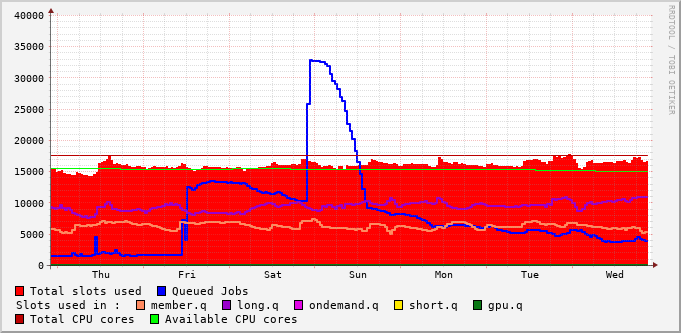 RRDTOOL / TOBI OETIKER
40000
35000
30000
25000
20000
15000
10000
5000
0
Thu Fri Sat Sun Mon Tue Wed
Total slots used Queued Jobs
Slots used in : member.q long.q ondemand.q short.q gpu.q
Total CPU cores Available CPU cores